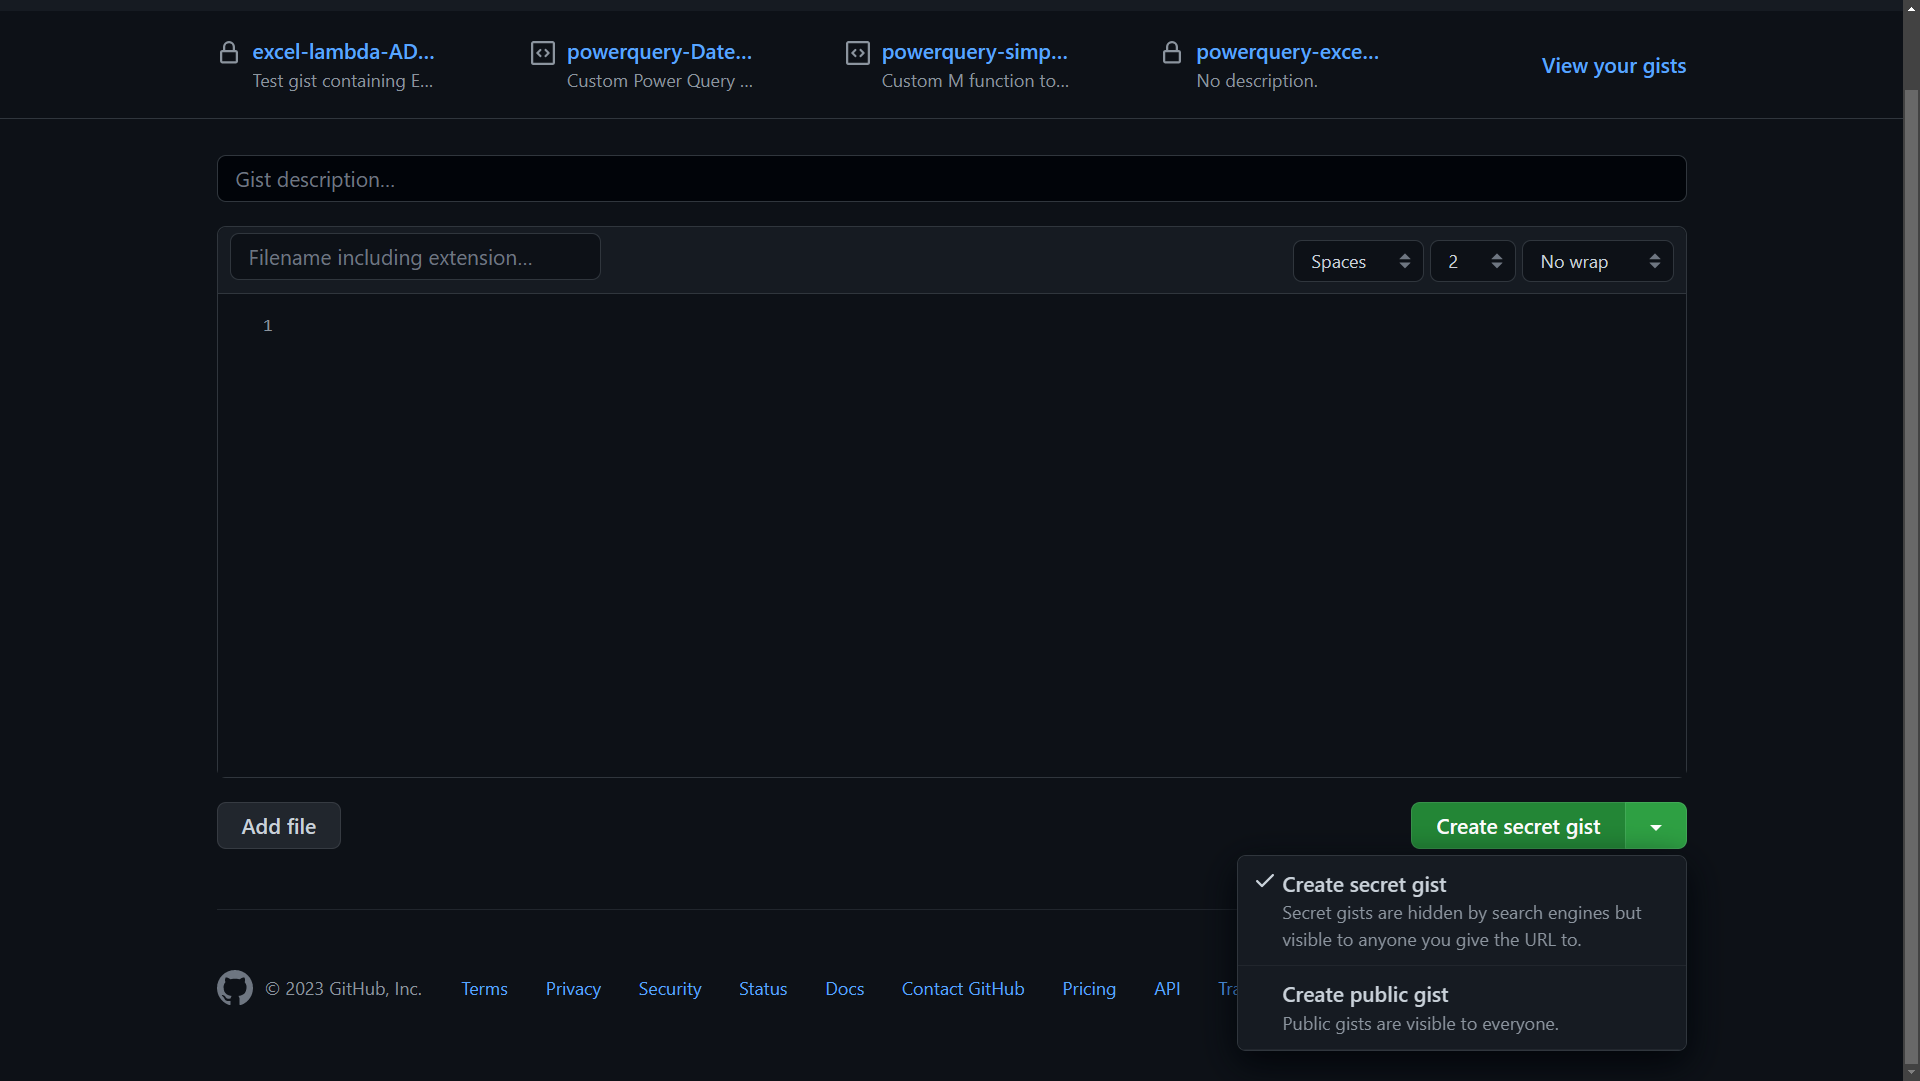 excel-lambda-AD...
Test gist containing E...
powerquery-Date...
Custom Power Query ...
powerquery-simp...
Custom M function to...
powerquery-exce...
No description.
View your gists
Gist description...
Filename including extension...
Spaces
2
No wrap
1
Add file
Create secret gist
Create secret gist
Secret gists are hidden by search engines but
visible to anyone you give the URL to.
Create public gist
Public gists are visible to everyone.
© 2023 GitHub, Inc.
Terms
Privacy
Security
Status
Docs
Contact GitHub
Pricing
API